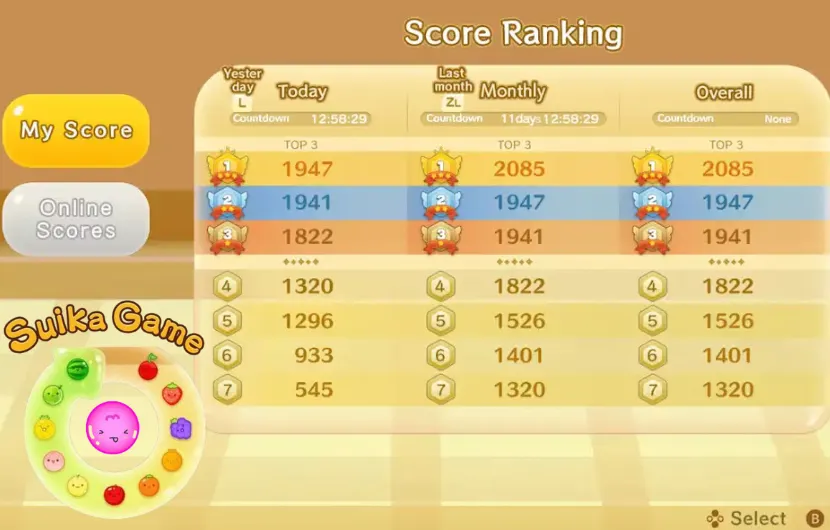 Score Ranking
Yester
day
L
Today
Countdown 12:58:29
Last
month
ZL
Monthly
Countdown 11days 12:58:29
Overall
Countdown None
My Score
Online
Scores
TOP 3 TOP 3 TOP 3
1 1947 1 2085 1 2085
2 1941 2 1947 2 1947
3 1822 3 1941 3 1941
4 1320 4 1822 4 1822
5 1296 5 1526 5 1526
6 933 6 1401 6 1401
7 545 7 1320 7 1320
Suika Game
Select B